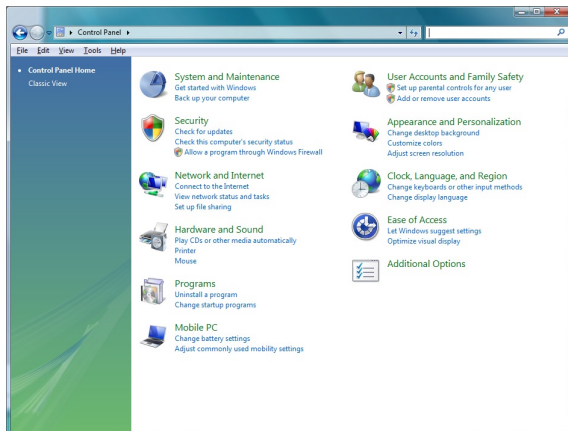 Control Panel
File Edit View Tools Help
Control Panel Home
Classic View
System and Maintenance
Get started with Windows
Back up your computer
Security
Check for updates
Check this computer's security status
Allow a program through Windows Firewall
Network and Internet
Connect to the Internet
View network status and tasks
Set up file sharing
Hardware and Sound
Play CDs or other media automatically
Printer
Mouse
Programs
Uninstall a program
Change startup programs
Mobile PC
Change battery settings
Adjust commonly used mobility settings
User Accounts and Family Safety
Set up parental controls for any user
Add or remove user accounts
Appearance and Personalization
Change desktop background
Customize colors
Adjust screen resolution
Clock, Language, and Region
Change keyboards or other input methods
Change display language
Ease of Access
Let Windows suggest settings
Optimize visual display
Additional Options